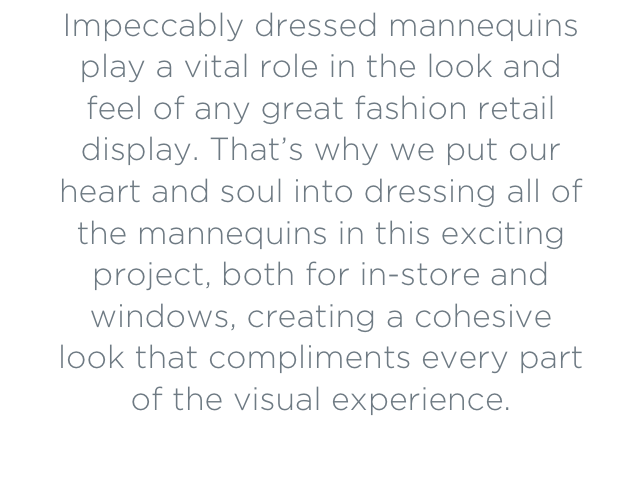 Impeccably dressed mannequins
play a vital role in the look and
feel of any great fashion retail
display. That’s why we put our
heart and soul into dressing all of
the mannequins in this exciting
project, both for in-store and
windows, creating a cohesive
look that compliments every part
of the visual experience.